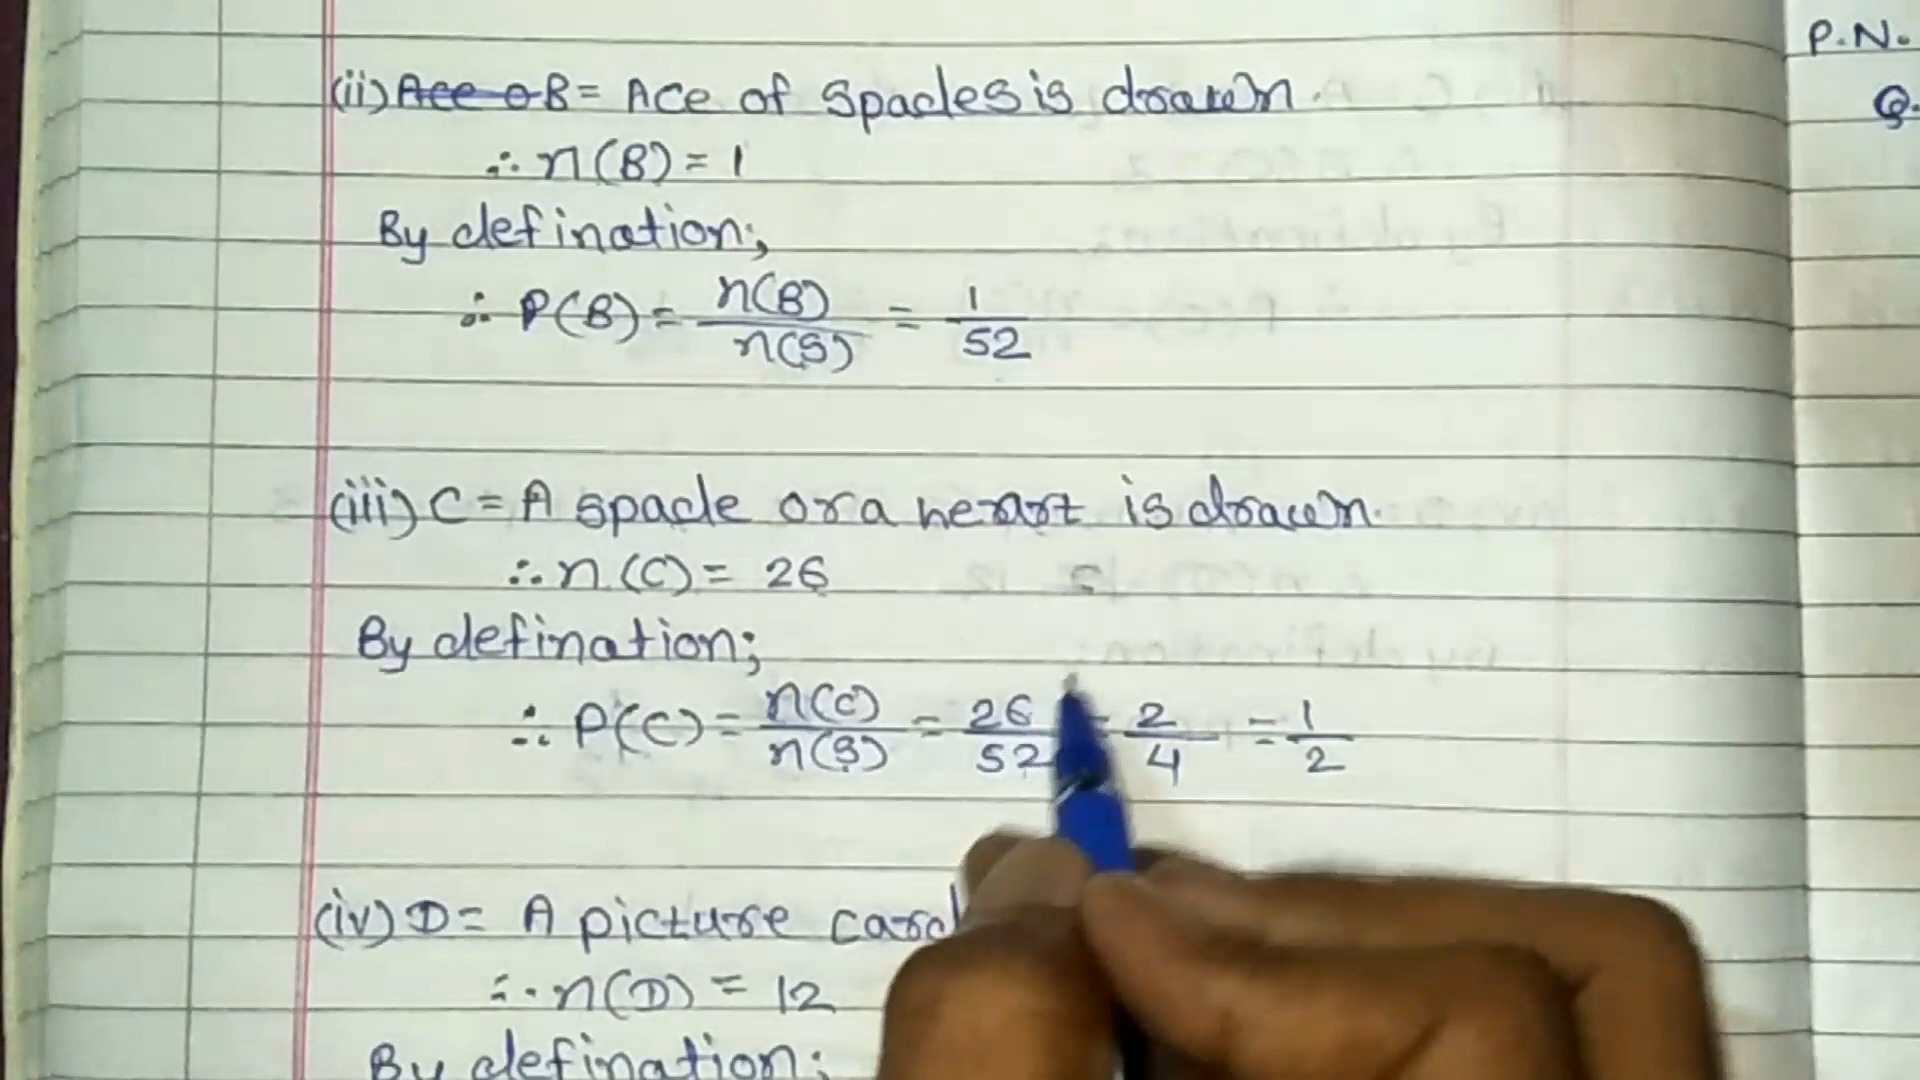 P.N.
Q.
(ii) Ace o B = Ace of spades is drawn.
∴ n(B) = 1
By defination;
∴ P(B) = n(B)/n(S) = 1/52
(iii) C = A spade or a heart is drawn.
∴ n(C) = 26
By defination;
∴ P(C) = n(C)/n(S) = 26/52 = 2/4 = 1/2
(iv) D = A picture card
∴ n(D) = 12
By defination;